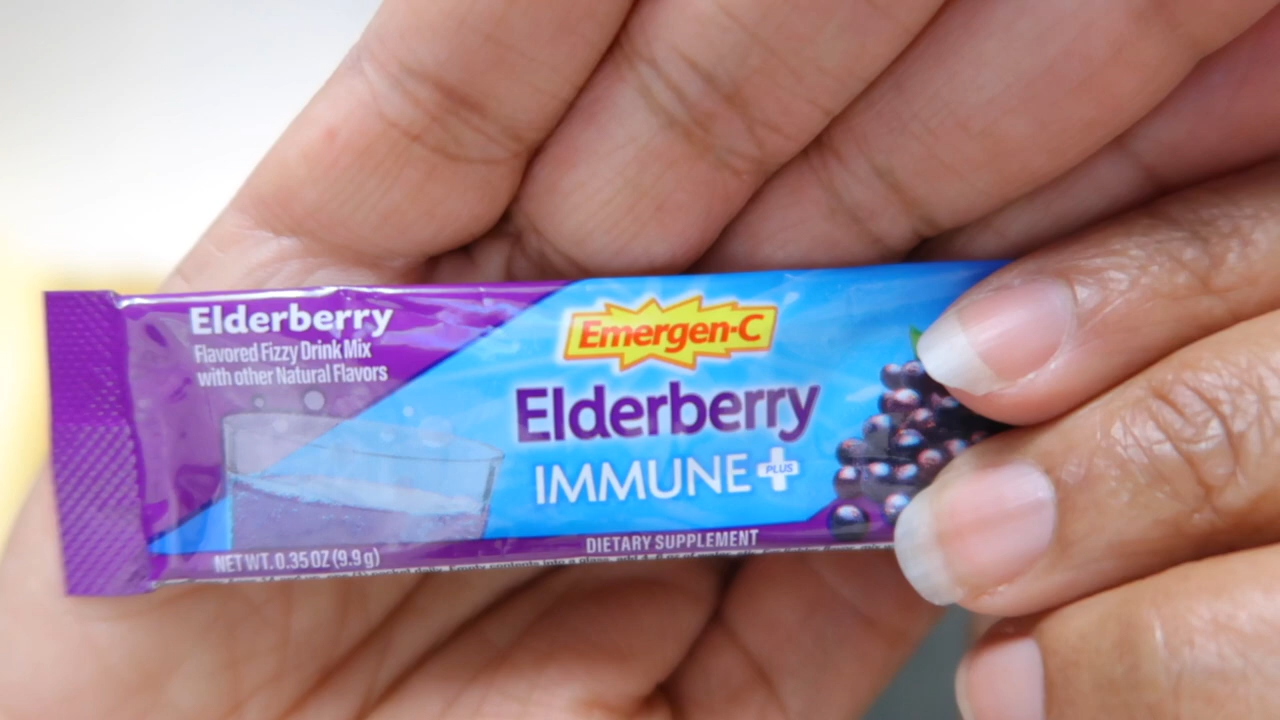 Elderberry
Flavored Fizzy Drink Mix
with other Natural Flavors
Emergen-C
Elderberry
IMMUNE+ PLUS
DIETARY SUPPLEMENT
NET WT. 0.35 OZ (9.9 g)